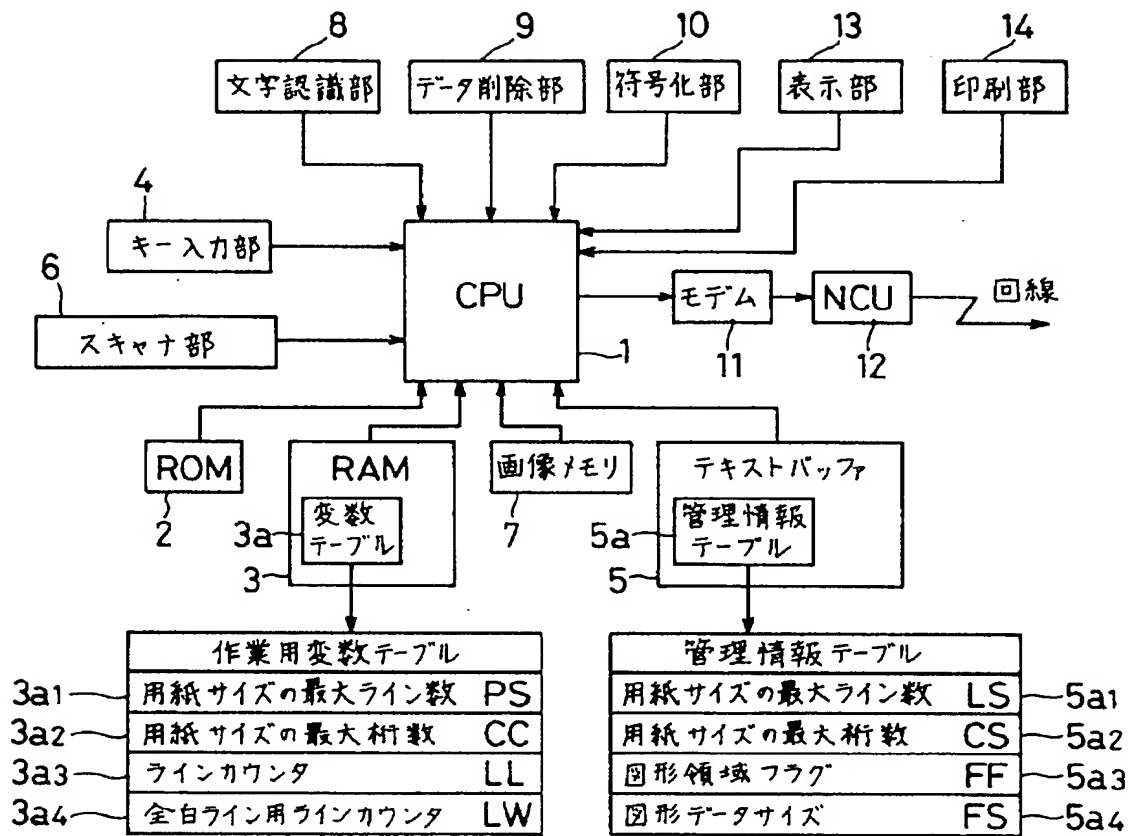 8
9
10
13
14
文字認識部
データ削除部
符号化部
表示部
印刷部
4
キー入力部
6
スキャナ部
CPU
1
モデム
11
NCU
12
回線
ROM
2
RAM
3a
変数
テーブル
3
画像メモリ
7
テキストバッファ
5a
管理情報
テーブル
5
作業用変数テーブル
3a1 用紙サイズの最大ライン数 PS
3a2 用紙サイズの最大桁数 CC
3a3 ラインカウンタ LL
3a4 全白ライン用ラインカウンタ LW
管理情報テーブル
用紙サイズの最大ライン数 LS 5a1
用紙サイズの最大桁数 CS 5a2
図形領域フラグ FF 5a3
図形データサイズ FS 5a4